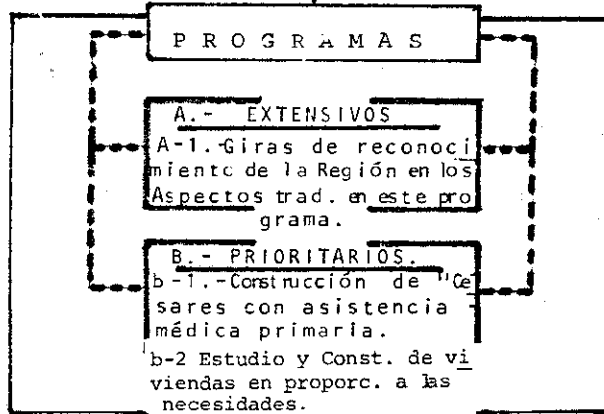 PROGRAMAS
A.- EXTENSIVOS
A-1.-Giras de reconoci
miento de la Región en los
Aspectos trad. en este pro
grama.
B.- PRIORITARIOS.
b-1.-Construcción de "Ce
sares con asistencia
médica primaria.
b-2 Estudio y Const. de vi
viendas en proporc. a las
necesidades.